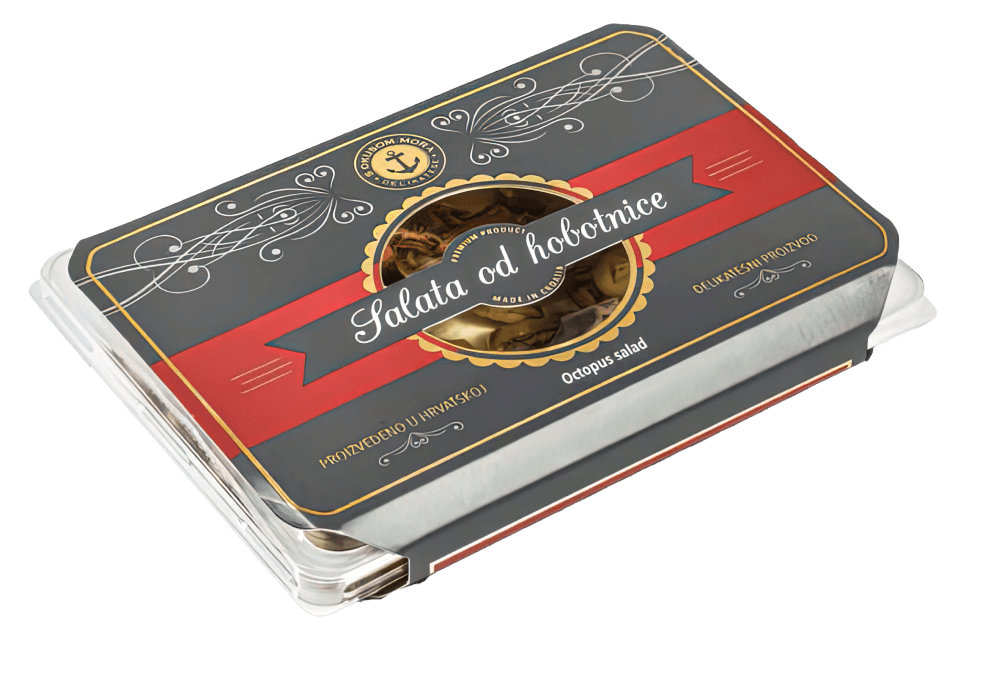 S OKUSOM MORA
DELIKATESE
PREMIUM PRODUCT
Salata od hobotnice
MADE IN CROATIA
Octopus salad
DELIKATESNI PROIZVOD
PROIZVEDENO U HRVATSKOJ